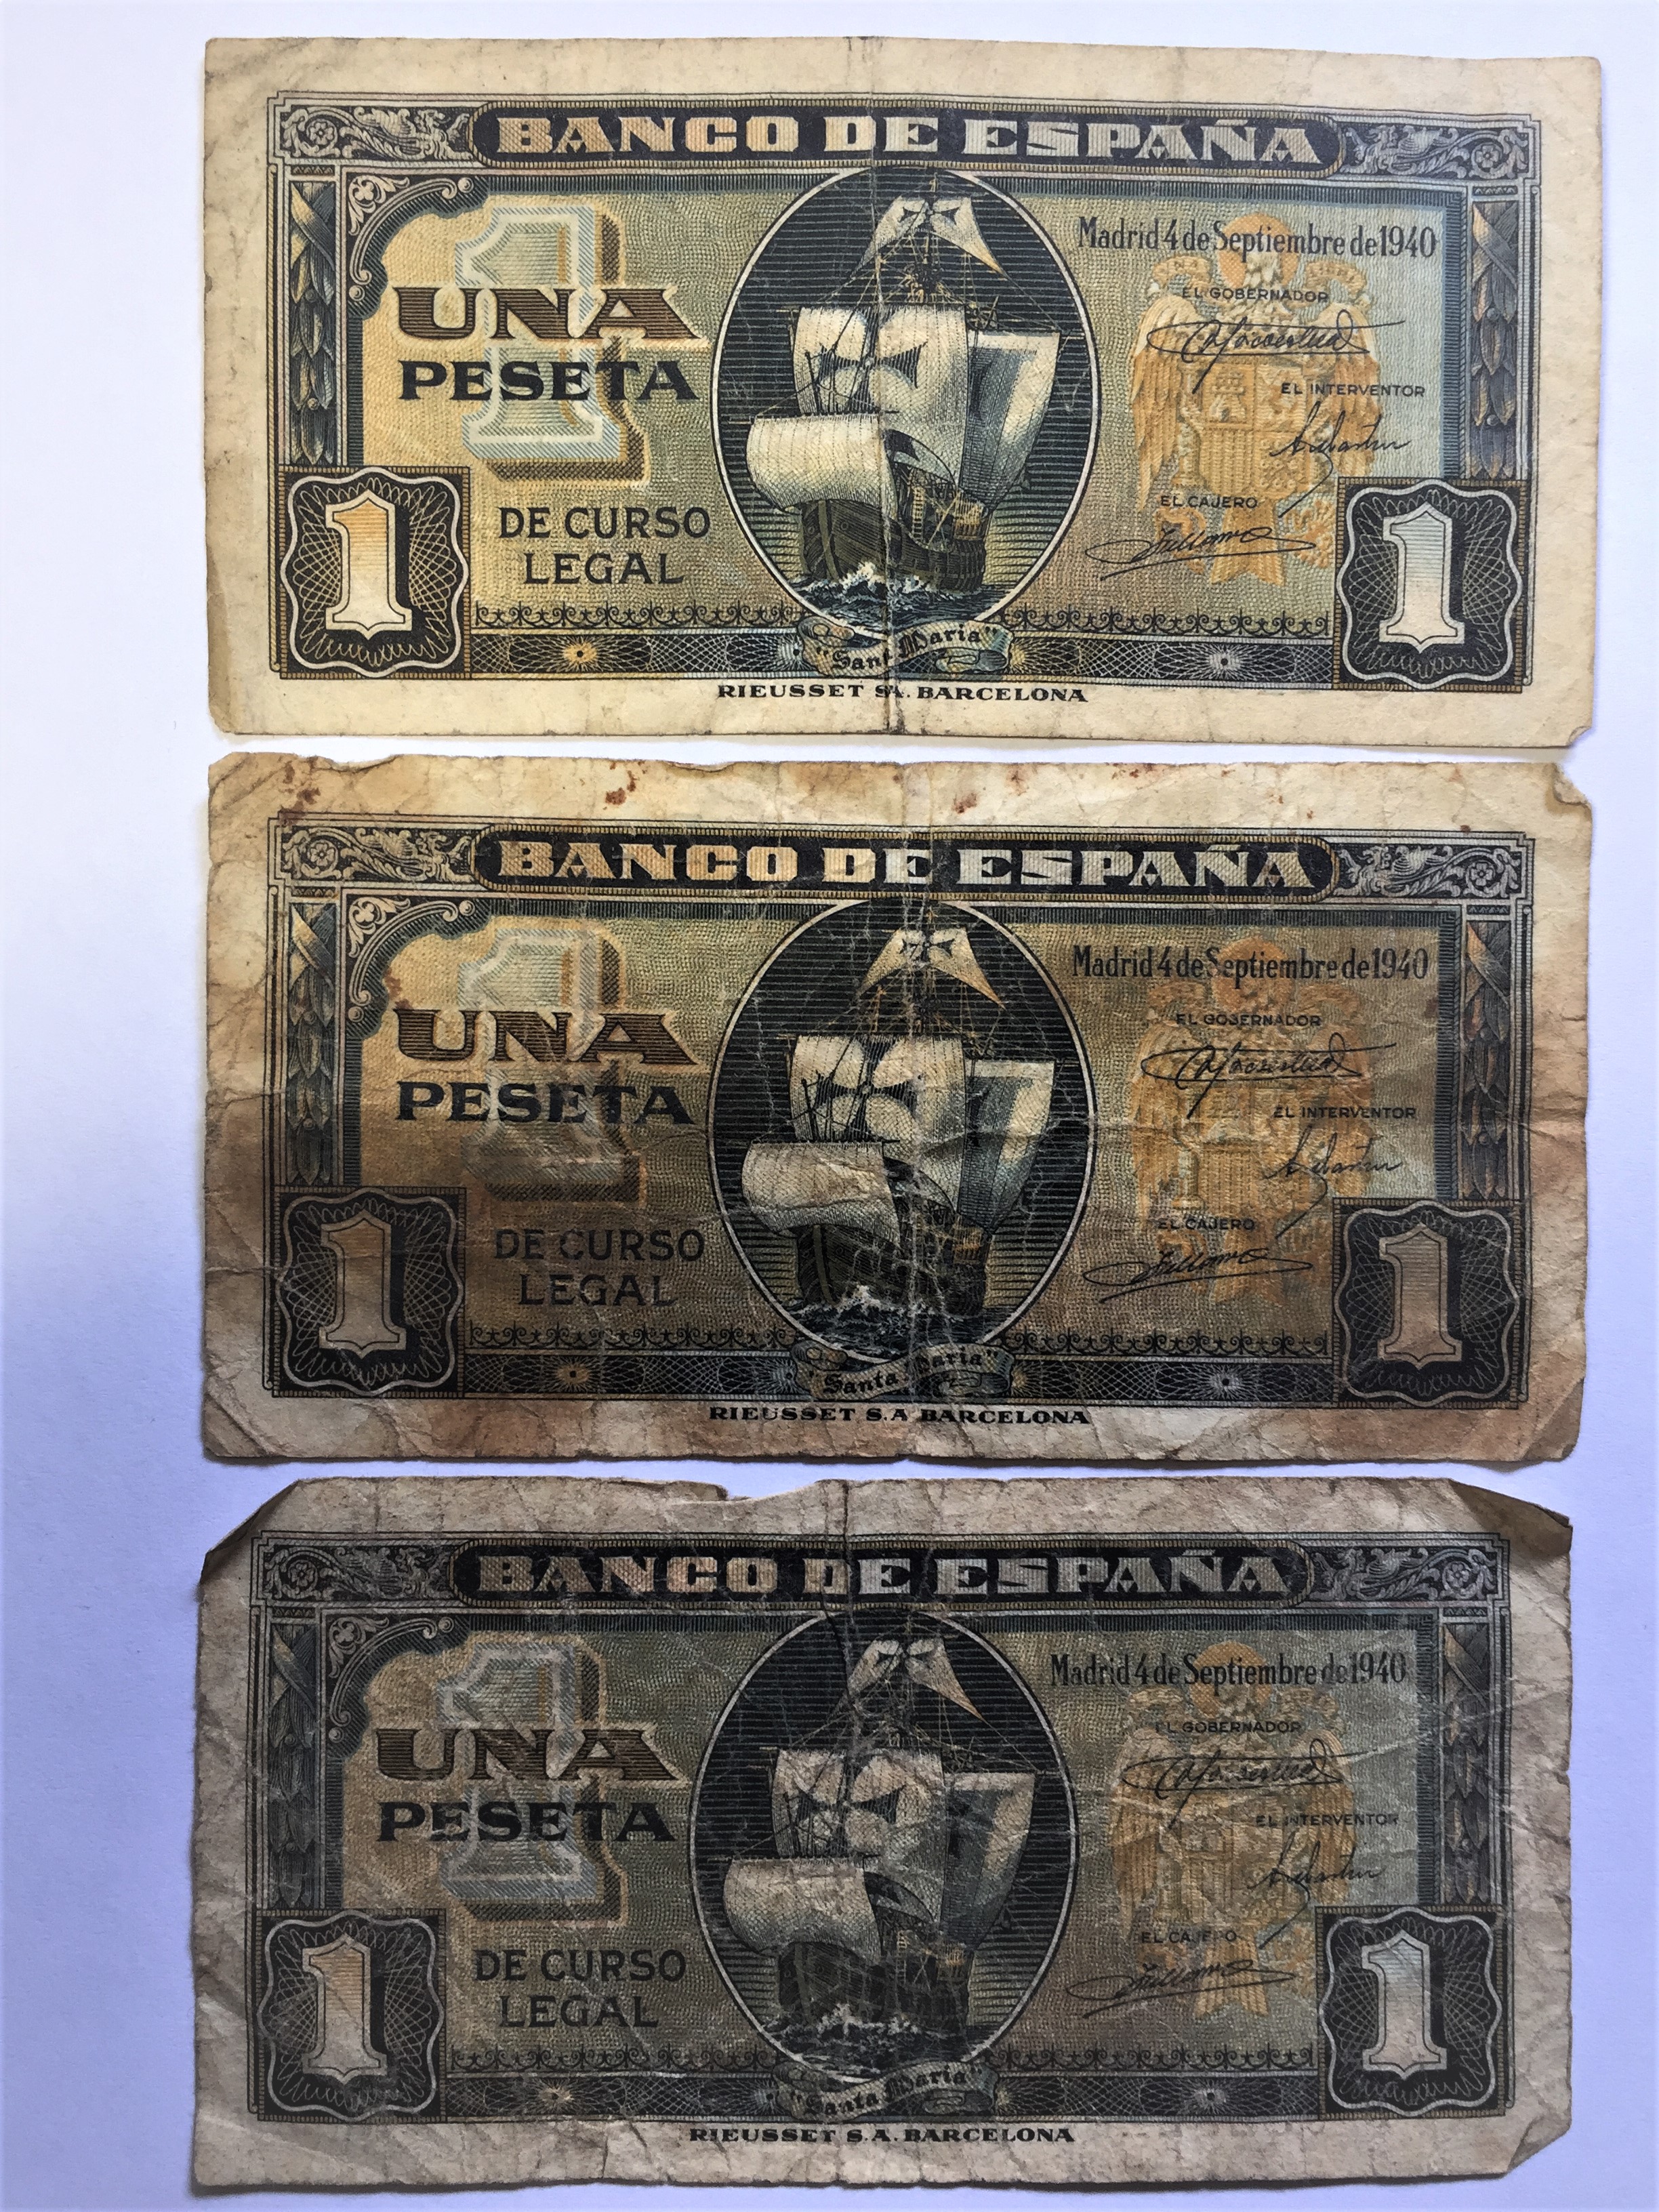 BANCO DE ESPAÑA
Madrid 4 de Septiembre de 1940
EL GOBERNADOR
UNA
PESETA
EL INTERVENTOR
EL CAJERO
DE CURSO
LEGAL
1 1
"Santa Maria"
RIEUSSET S.A. BARCELONA
BANCO DE ESPAÑA
Madrid 4 de Septiembre de 1940
EL GOBERNADOR
UNA
PESETA
EL INTERVENTOR
EL CAJERO
DE CURSO
LEGAL
1 1
"Santa Maria"
RIEUSSET S.A. BARCELONA
BANCO DE ESPAÑA
Madrid 4 de Septiembre de 1940
EL GOBERNADOR
UNA
PESETA
EL INTERVENTOR
EL CAJERO
DE CURSO
LEGAL
1 1
"Santa Maria"
RIEUSSET S.A. BARCELONA